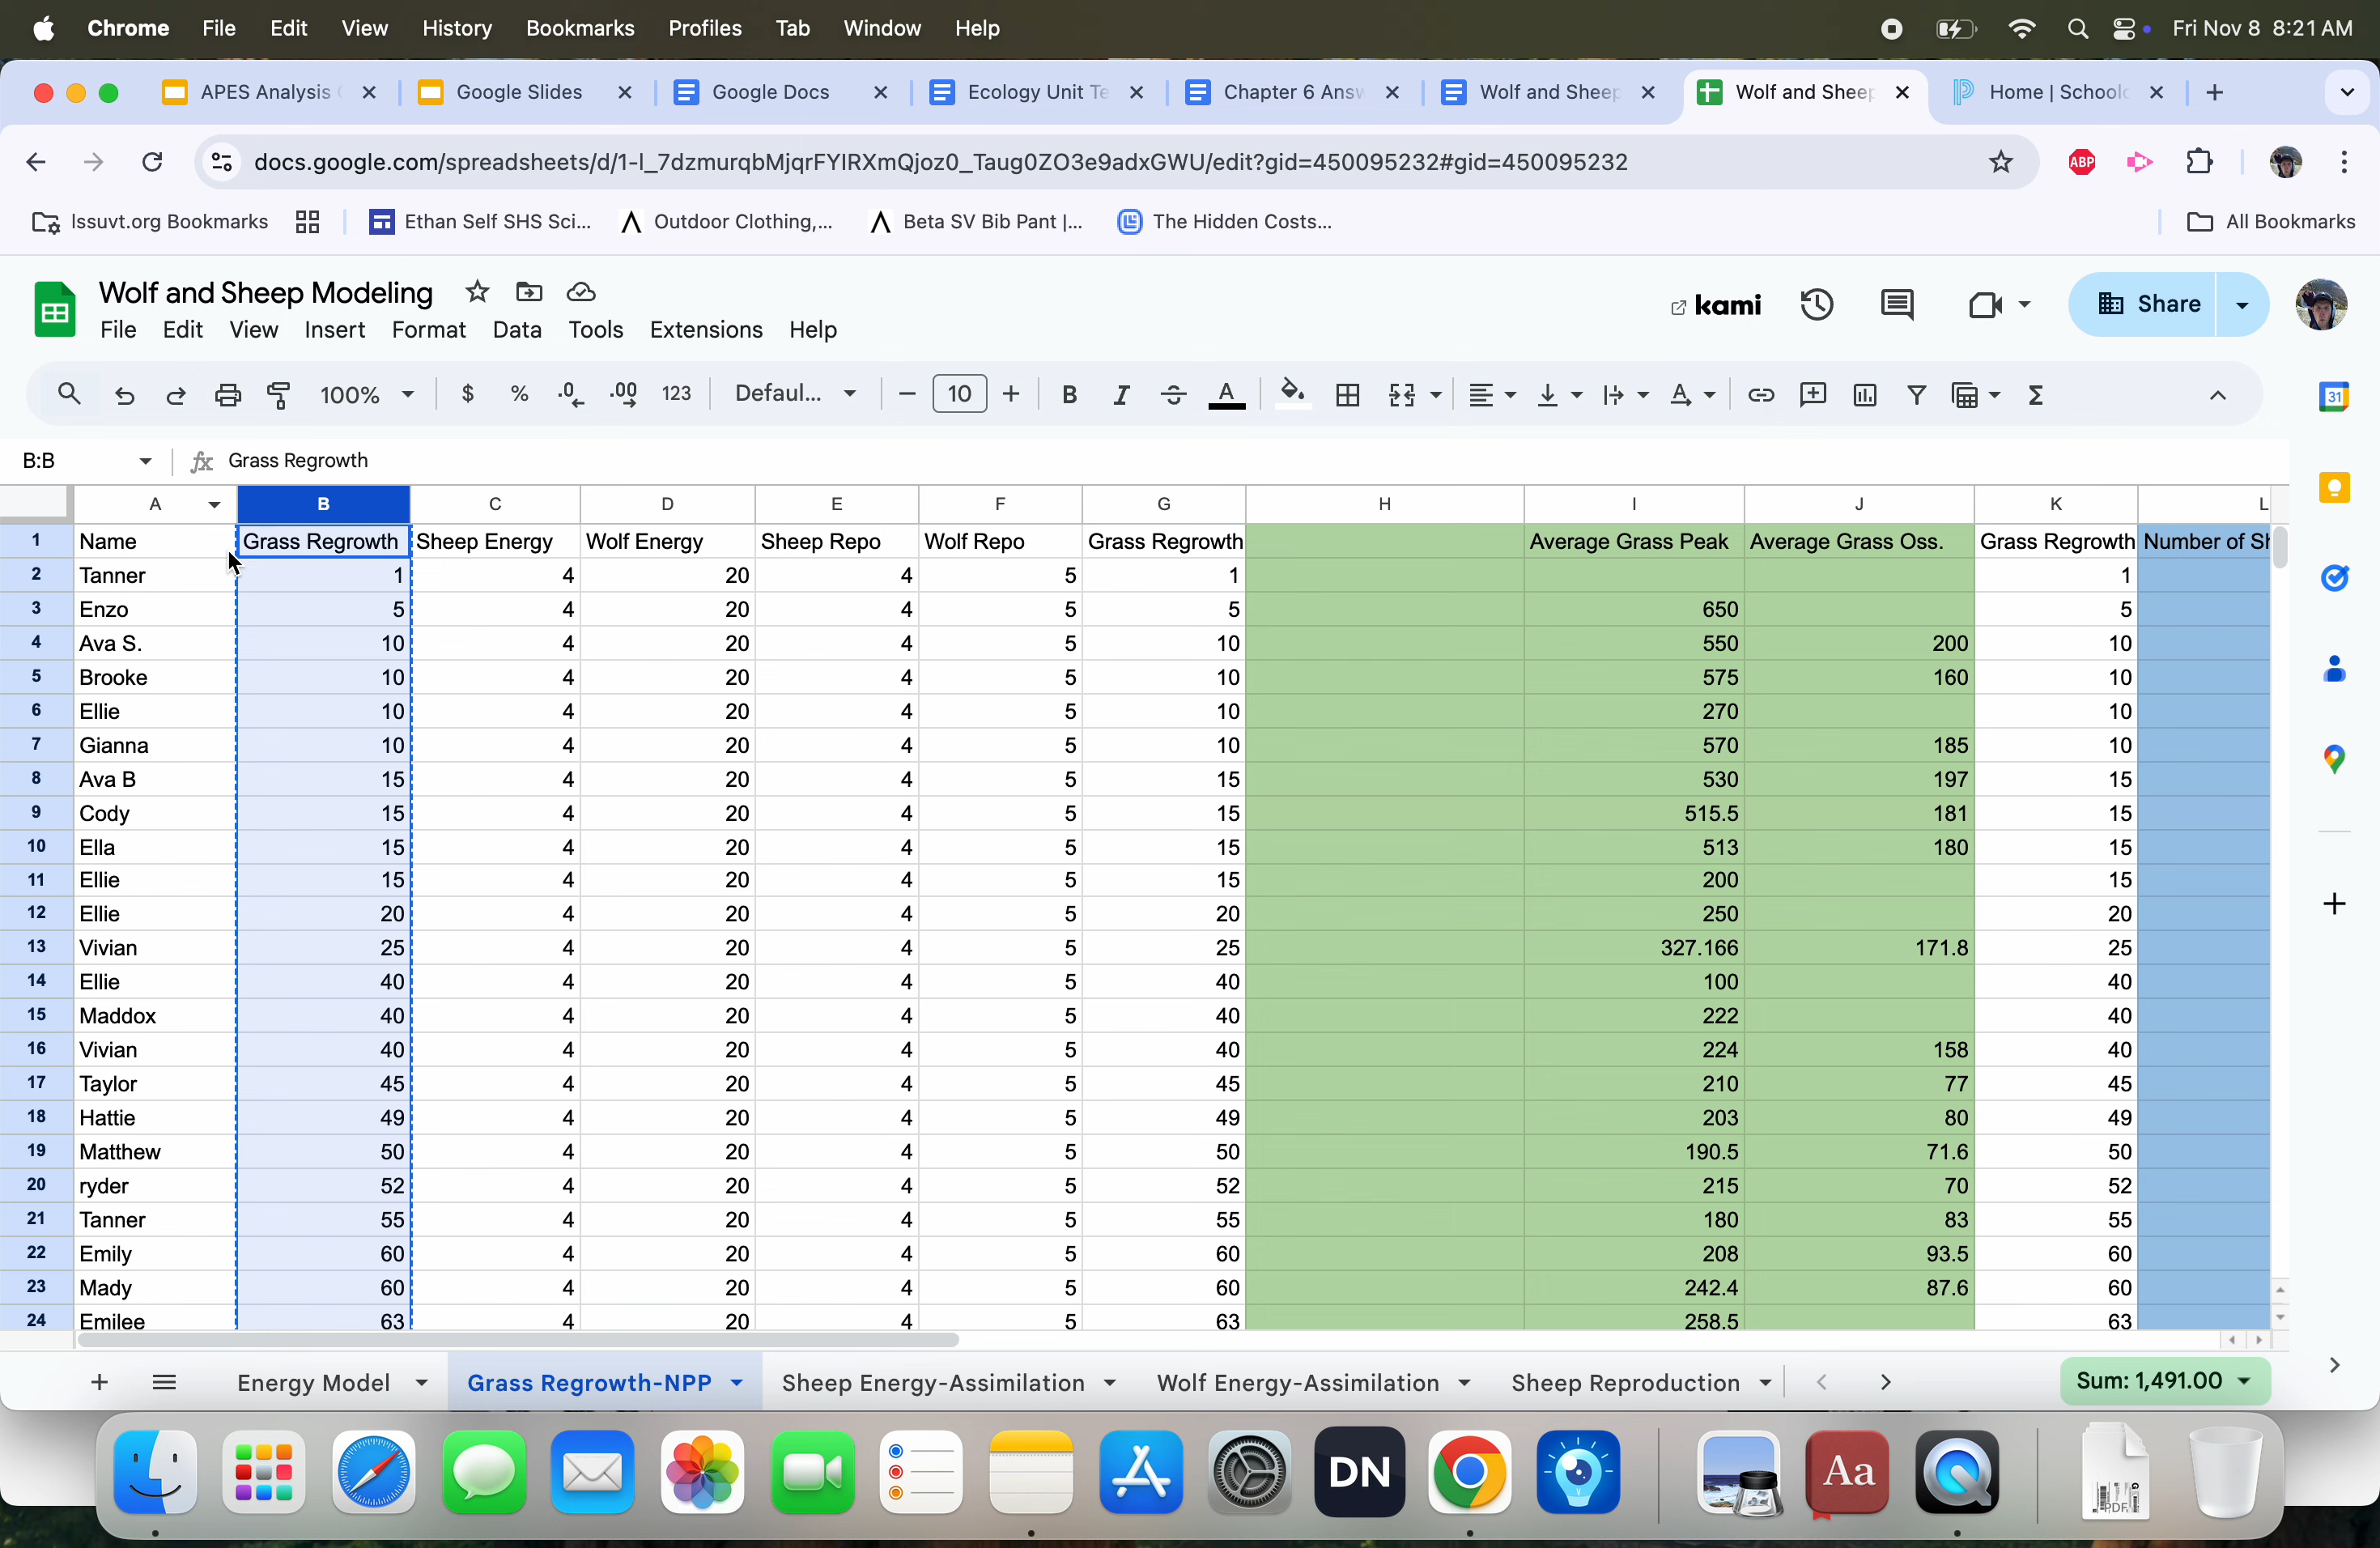 Chrome File Edit View History Bookmarks Profiles Tab Window Help Fri Nov 8 8:21 AM
APES Analysis Google Slides Google Docs Ecology Unit Te Chapter 6 Answ Wolf and Sheep Wolf and Sheep Home | School
docs.google.com/spreadsheets/d/1-I_7dzmurqbMjqrFYIRXmQjoz0_Taug0ZO3e9adxGWU/edit?gid=450095232#gid=450095232 ABP
lssuvt.org Bookmarks Ethan Self SHS Sci... Outdoor Clothing,... Beta SV Bib Pant |... The Hidden Costs... All Bookmarks
Wolf and Sheep Modeling kami Share
File Edit View Insert Format Data Tools Extensions Help
100% $ % .0 .00 123 Defaul... 10 B I S A 31
B:B fx Grass Regrowth
A B C D E F G H I J K L
1 Name Grass Regrowth Sheep Energy Wolf Energy Sheep Repo Wolf Repo Grass Regrowth Average Grass Peak Average Grass Oss. Grass Regrowth Number of Sh
2 Tanner 1 4 20 4 5 1 1
3 Enzo 5 4 20 4 5 5 650 5
4 Ava S. 10 4 20 4 5 10 550 200 10
5 Brooke 10 4 20 4 5 10 575 160 10
6 Ellie 10 4 20 4 5 10 270 10
7 Gianna 10 4 20 4 5 10 570 185 10
8 Ava B 15 4 20 4 5 15 530 197 15
9 Cody 15 4 20 4 5 15 515.5 181 15
10 Ella 15 4 20 4 5 15 513 180 15
11 Ellie 15 4 20 4 5 15 200 15
12 Ellie 20 4 20 4 5 20 250 20
13 Vivian 25 4 20 4 5 25 327.166 171.8 25
14 Ellie 40 4 20 4 5 40 100 40
15 Maddox 40 4 20 4 5 40 222 40
16 Vivian 40 4 20 4 5 40 224 158 40
17 Taylor 45 4 20 4 5 45 210 77 45
18 Hattie 49 4 20 4 5 49 203 80 49
19 Matthew 50 4 20 4 5 50 190.5 71.6 50
20 ryder 52 4 20 4 5 52 215 70 52
21 Tanner 55 4 20 4 5 55 180 83 55
22 Emily 60 4 20 4 5 60 208 93.5 60
23 Mady 60 4 20 4 5 60 242.4 87.6 60
24 Emilee 63 4 20 4 5 63 258.5 63
Energy Model Grass Regrowth-NPP Sheep Energy-Assimilation Wolf Energy-Assimilation Sheep Reproduction Sum: 1,491.00
DN Aa PDF